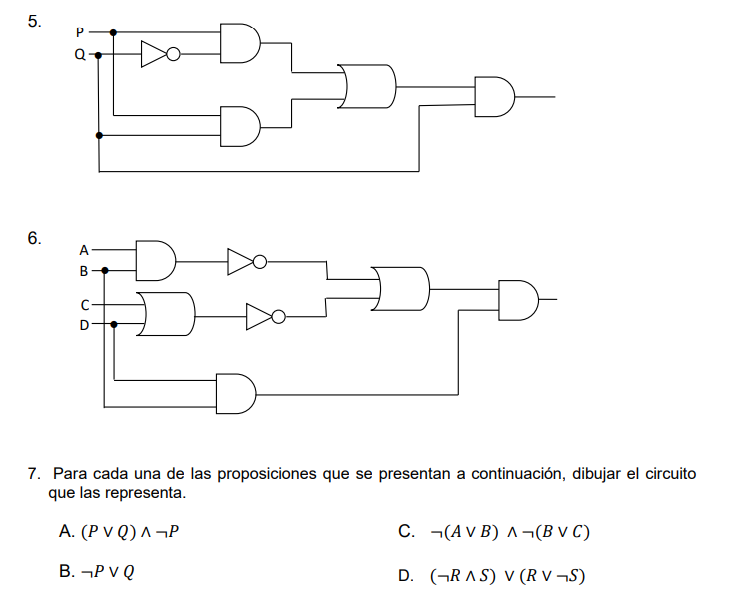 5.
P
Q
6.
A
B
C
D
7. Para cada una de las proposiciones que se presentan a continuación, dibujar el circuito
que las representa.
A. (P ∨ Q) ∧ ¬P
C. ¬(A ∨ B) ∧ ¬(B ∨ C)
B. ¬P ∨ Q
D. (¬R ∧ S) ∨ (R ∨ ¬S)